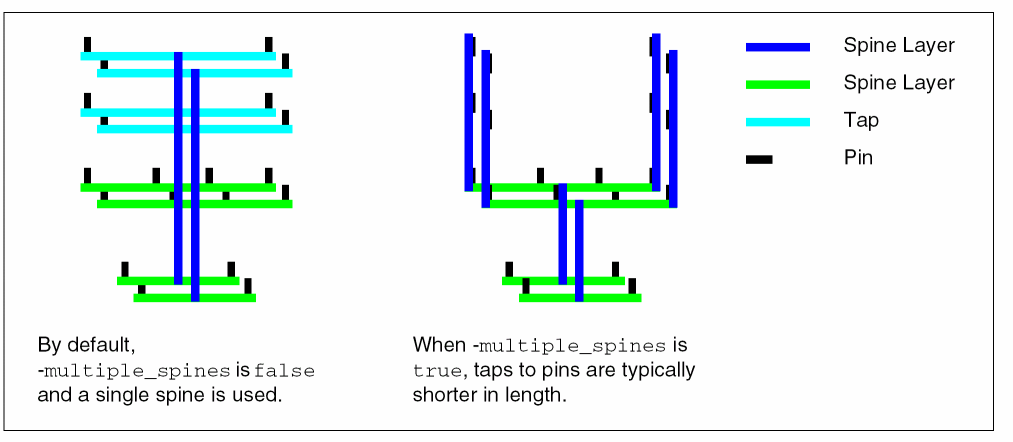 Spine Layer
Spine Layer
Tap
Pin
By default,
-multiple_spines is false
and a single spine is used.
When -multiple_spines is
true, taps to pins are typically
shorter in length.